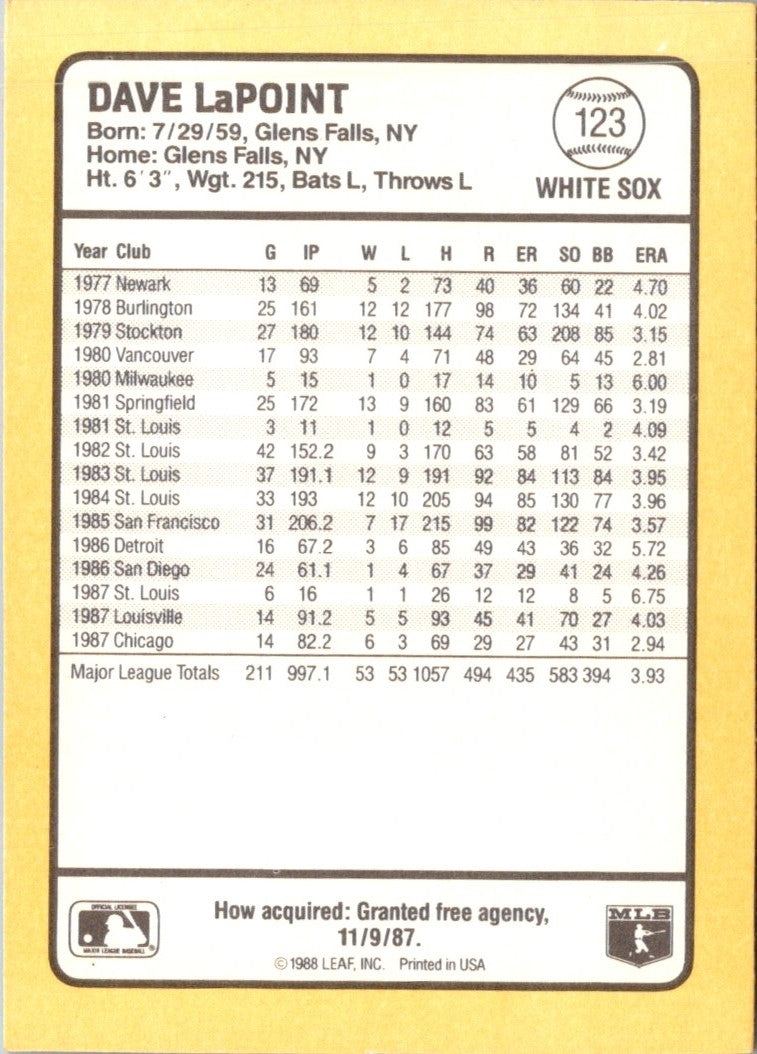 DAVE LaPOINT
Born: 7/29/59, Glens Falls, NY
Home: Glens Falls, NY
Ht. 6'3", Wgt. 215, Bats L, Throws L
123
WHITE SOX
Year Club G IP W L H R ER SO BB ERA
1977 Newark 13 69 5 2 73 40 36 60 22 4.70
1978 Burlington 25 161 12 12 177 98 72 134 41 4.02
1979 Stockton 27 180 12 10 144 74 63 208 85 3.15
1980 Vancouver 17 93 7 4 71 48 29 64 45 2.81
1980 Milwaukee 5 15 1 0 17 14 10 5 13 6.00
1981 Springfield 25 172 13 9 160 83 61 129 66 3.19
1981 St. Louis 3 11 1 0 12 5 5 4 2 4.09
1982 St. Louis 42 152.2 9 3 170 63 58 81 52 3.42
1983 St. Louis 37 191.1 12 9 191 92 84 113 84 3.95
1984 St. Louis 33 193 12 10 205 94 85 130 77 3.96
1985 San Francisco 31 206.2 7 17 215 99 82 122 74 3.57
1986 Detroit 16 67.2 3 6 85 49 43 36 32 5.72
1986 San Diego 24 61.1 1 4 67 37 29 41 24 4.26
1987 St. Louis 6 16 1 1 26 12 12 8 5 6.75
1987 Louisville 14 91.2 5 5 93 45 41 70 27 4.03
1987 Chicago 14 82.2 6 3 69 29 27 43 31 2.94
Major League Totals 211 997.1 53 53 1057 494 435 583 394 3.93
OFFICIAL LICENSEE
MAJOR LEAGUE BASEBALL
®
How acquired: Granted free agency,
11/9/87.
© 1988 LEAF, INC. Printed in USA
MLB